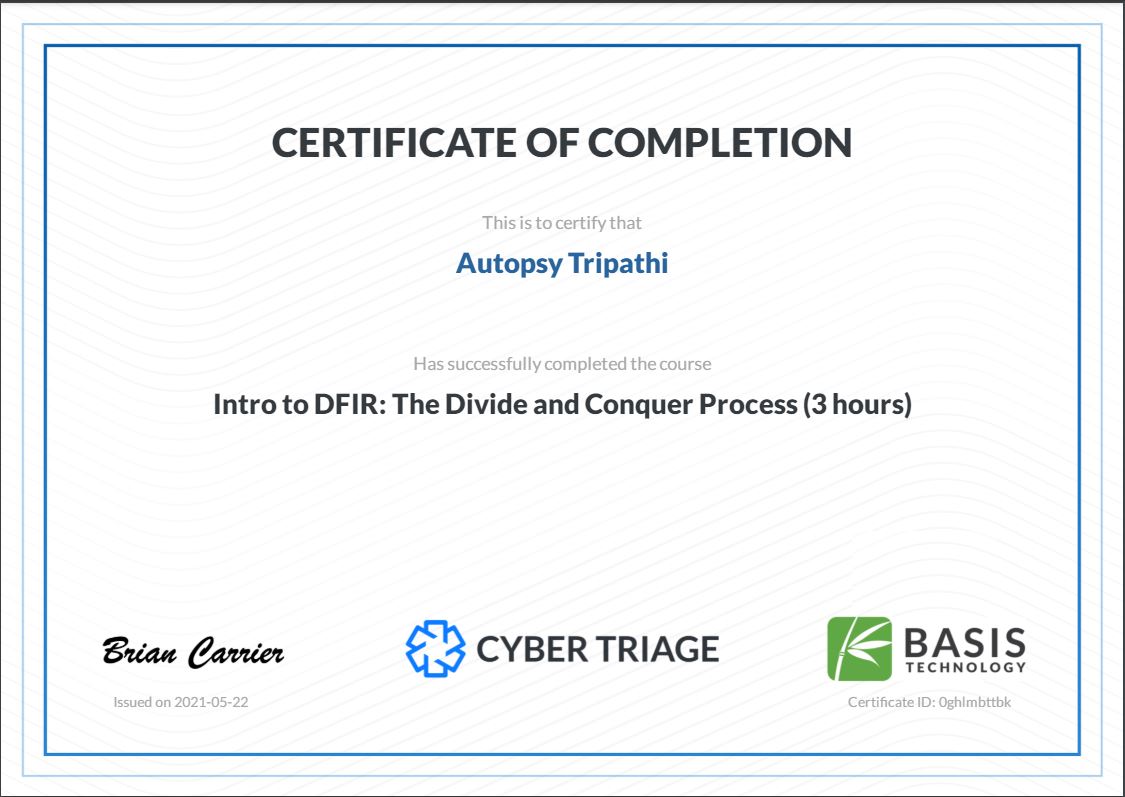 CERTIFICATE OF COMPLETION
This is to certify that
Autopsy Tripathi
Has successfully completed the course
Intro to DFIR: The Divide and Conquer Process (3 hours)
Brian Carrier
CYBER TRIAGE
BASIS
TECHNOLOGY
Issued on 2021-05-22
Certificate ID: 0ghlmbttbk